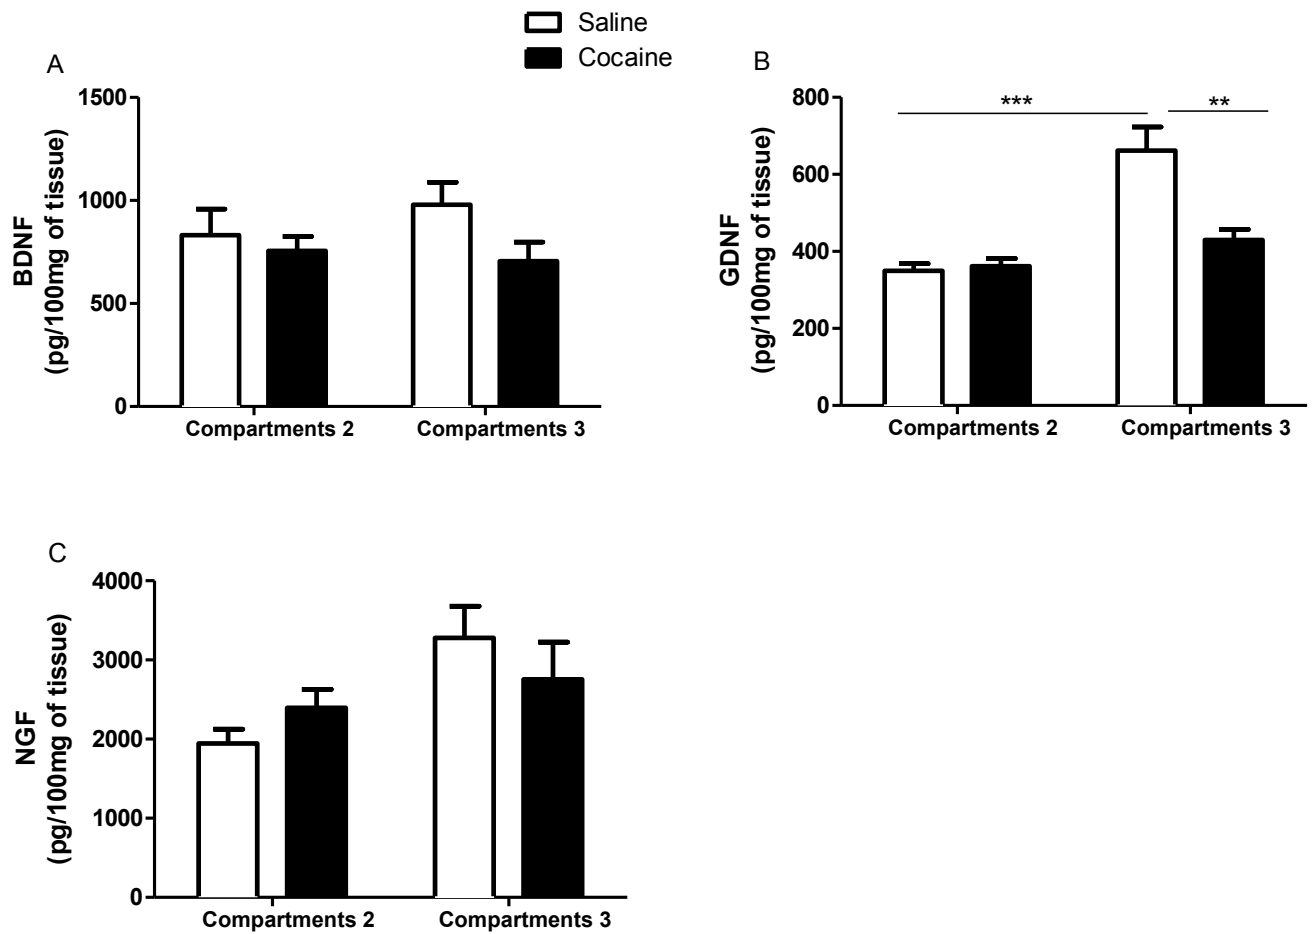 Saline
Cocaine
A
BDNF
(pg/100mg of tissue)
1500
1000
500
0
Compartments 2
Compartments 3
B
GDNF
(pg/100mg of tissue)
800
600
400
200
0
***
**
Compartments 2
Compartments 3
C
NGF
(pg/100mg of tissue)
4000
3000
2000
1000
0
Compartments 2
Compartments 3